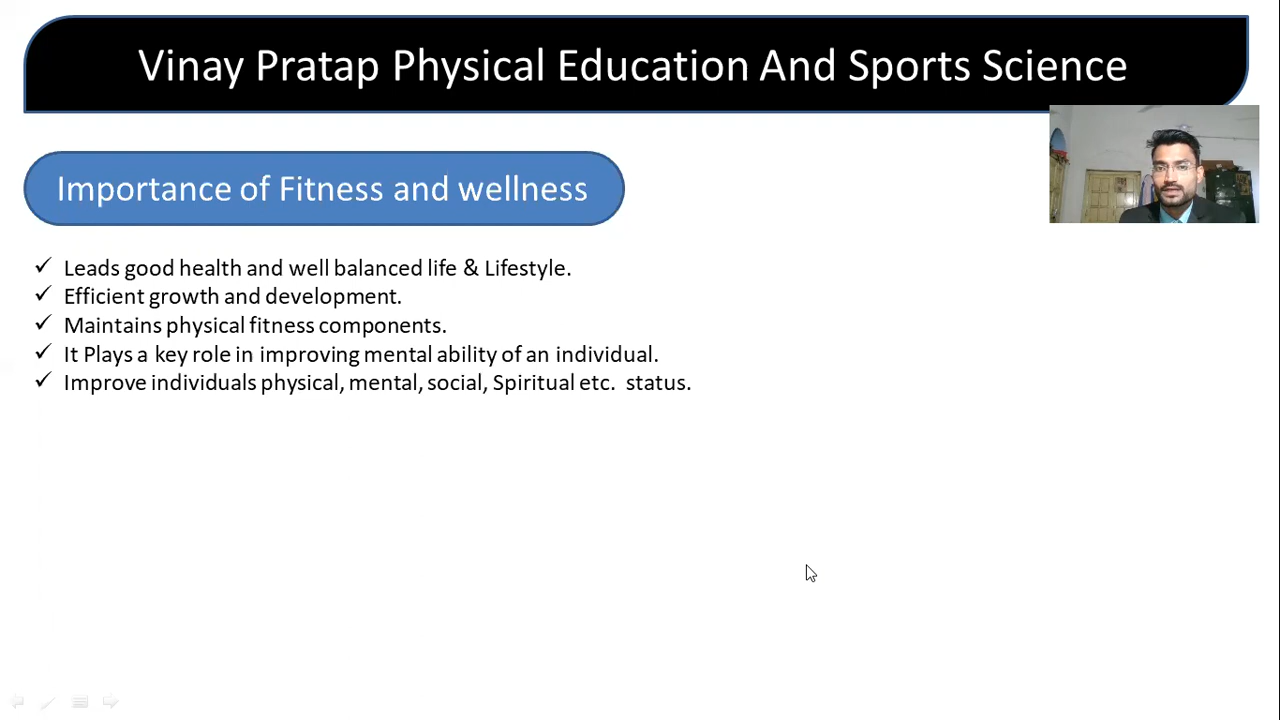 Vinay Pratap Physical Education And Sports Science
Importance of Fitness and wellness
✓ Leads good health and well balanced life & Lifestyle.
✓ Efficient growth and development.
✓ Maintains physical fitness components.
✓ It Plays a key role in improving mental ability of an individual.
✓ Improve individuals physical, mental, social, Spiritual etc. status.